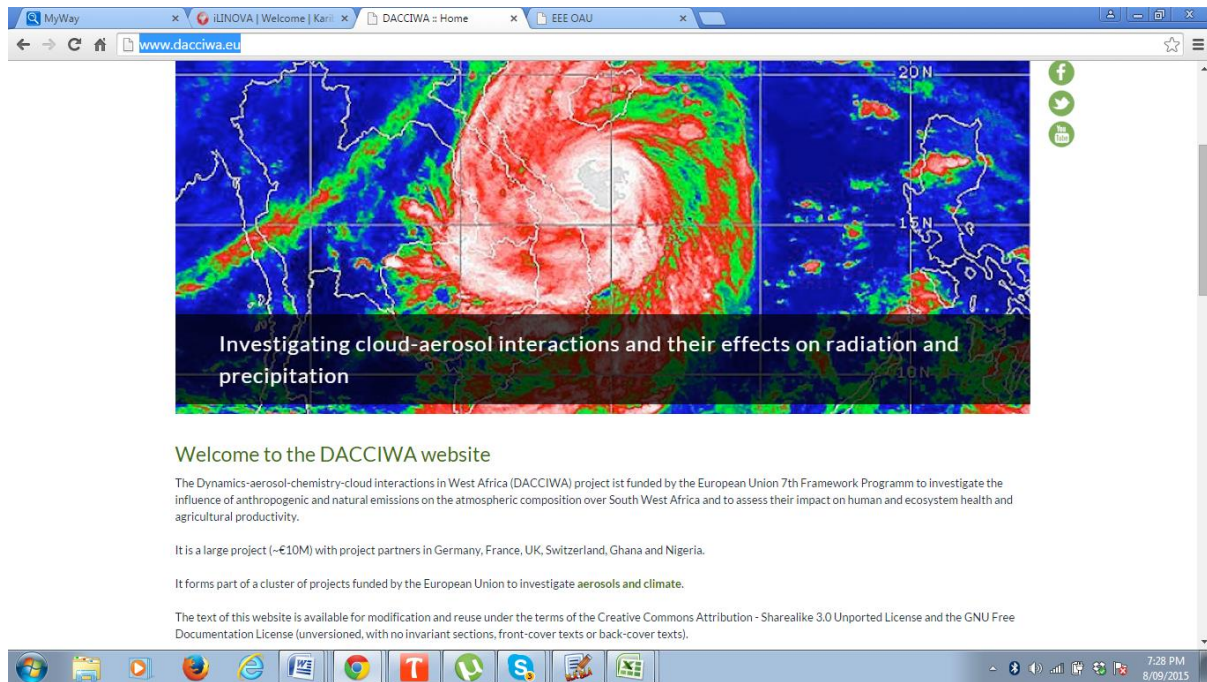 MyWay
iLINOVA | Welcome | Kari
DACCIWA :: Home
EEE OAU
www.dacciwa.eu
20N
15N
10N
Investigating cloud-aerosol interactions and their effects on radiation and
precipitation
You
Tube
Welcome to the DACCIWA website
The Dynamics-aerosol-chemistry-cloud interactions in West Africa (DACCIWA) project ist funded by the European Union 7th Framework Programm to investigate the
influence of anthropogenic and natural emissions on the atmospheric composition over South West Africa and to assess their impact on human and ecosystem health and
agricultural productivity.
It is a large project (~€10M) with project partners in Germany, France, UK, Switzerland, Ghana and Nigeria.
It forms part of a cluster of projects funded by the European Union to investigate aerosols and climate.
The text of this website is available for modification and reuse under the terms of the Creative Commons Attribution - Sharealike 3.0 Unported License and the GNU Free
Documentation License (unversioned, with no invariant sections, front-cover texts or back-cover texts).
7:28 PM
8/09/2015